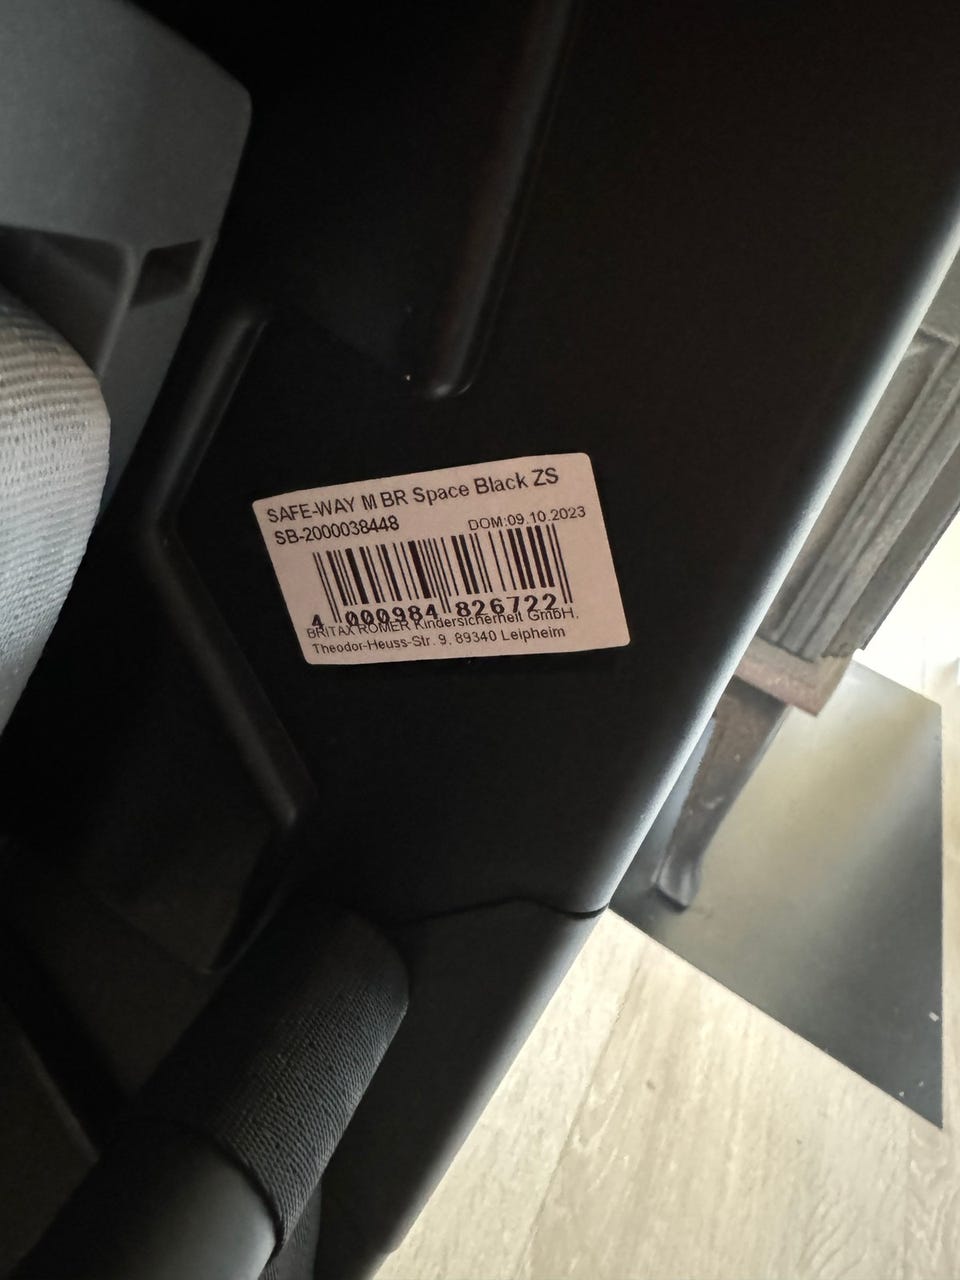 SAFE-WAY M BR Space Black ZS
SB-2000038448 DOM:09.10.2023
4 000984 826722
BRITAX RÖMER Kindersicherheit GmbH,
Theodor-Heuss-Str. 9, 89340 Leipheim